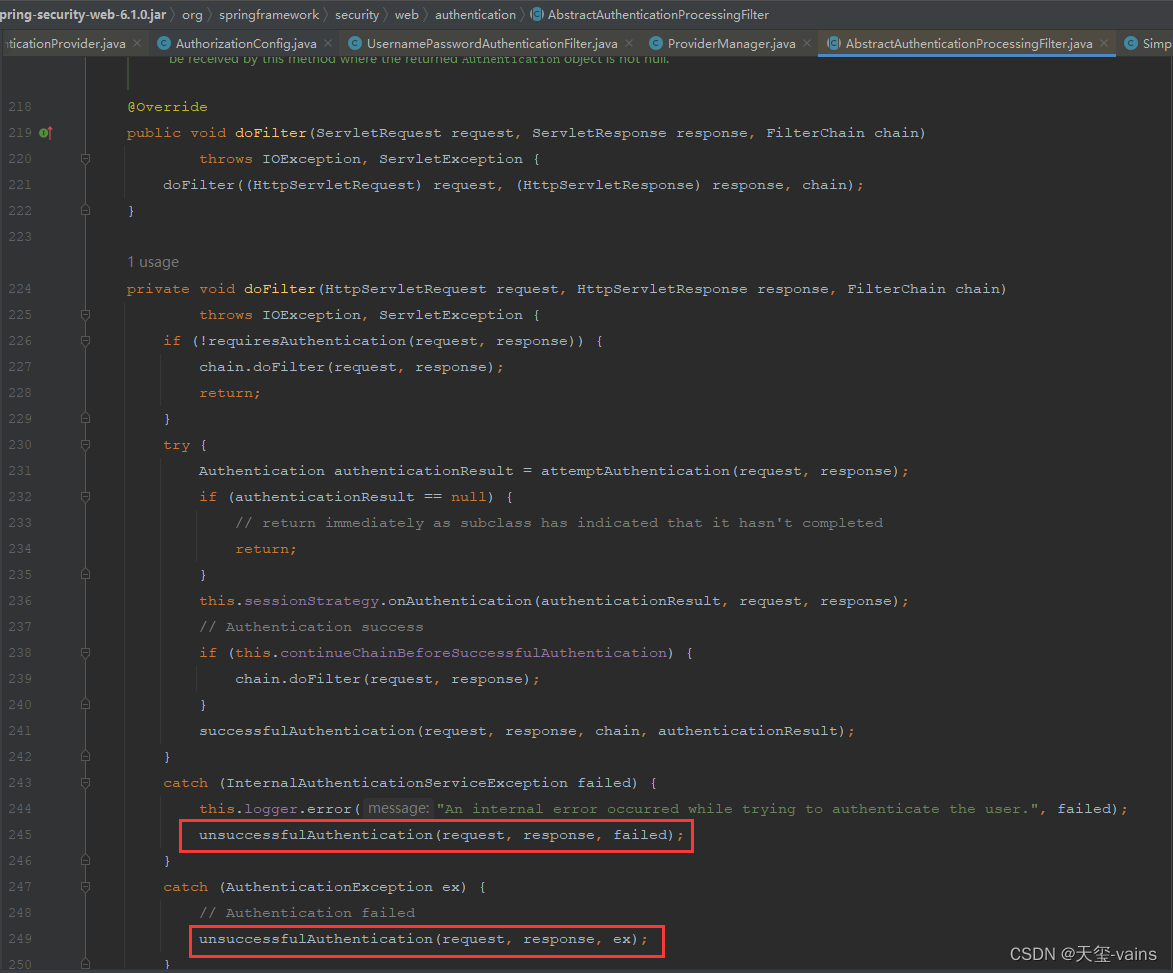 pring-security-web-6.1.0.jar 〉 org 〉 springframework 〉 security 〉 web 〉 authentication 〉 AbstractAuthenticationProcessingFilter
ticationProvider.java × AuthorizationConfig.java × UsernamePasswordAuthenticationFilter.java × ProviderManager.java × AbstractAuthenticationProcessingFilter.java × Simp
be received by this method where the returned Authentication object is not null.
218 @Override
219 public void doFilter(ServletRequest request, ServletResponse response, FilterChain chain)
220 throws IOException, ServletException {
221 doFilter((HttpServletRequest) request, (HttpServletResponse) response, chain);
222 }
223
1 usage
224 private void doFilter(HttpServletRequest request, HttpServletResponse response, FilterChain chain)
225 throws IOException, ServletException {
226 if (!requiresAuthentication(request, response)) {
227 chain.doFilter(request, response);
228 return;
229 }
230 try {
231 Authentication authenticationResult = attemptAuthentication(request, response);
232 if (authenticationResult == null) {
233 // return immediately as subclass has indicated that it hasn't completed
234 return;
235 }
236 this.sessionStrategy.onAuthentication(authenticationResult, request, response);
237 // Authentication success
238 if (this.continueChainBeforeSuccessfulAuthentication) {
239 chain.doFilter(request, response);
240 }
241 successfulAuthentication(request, response, chain, authenticationResult);
242 }
243 catch (InternalAuthenticationServiceException failed) {
244 this.logger.error( message: "An internal error occurred while trying to authenticate the user.", failed);
245 unsuccessfulAuthentication(request, response, failed);
246 }
247 catch (AuthenticationException ex) {
248 // Authentication failed
249 unsuccessfulAuthentication(request, response, ex);
250 }
CSDN @天玺-vains